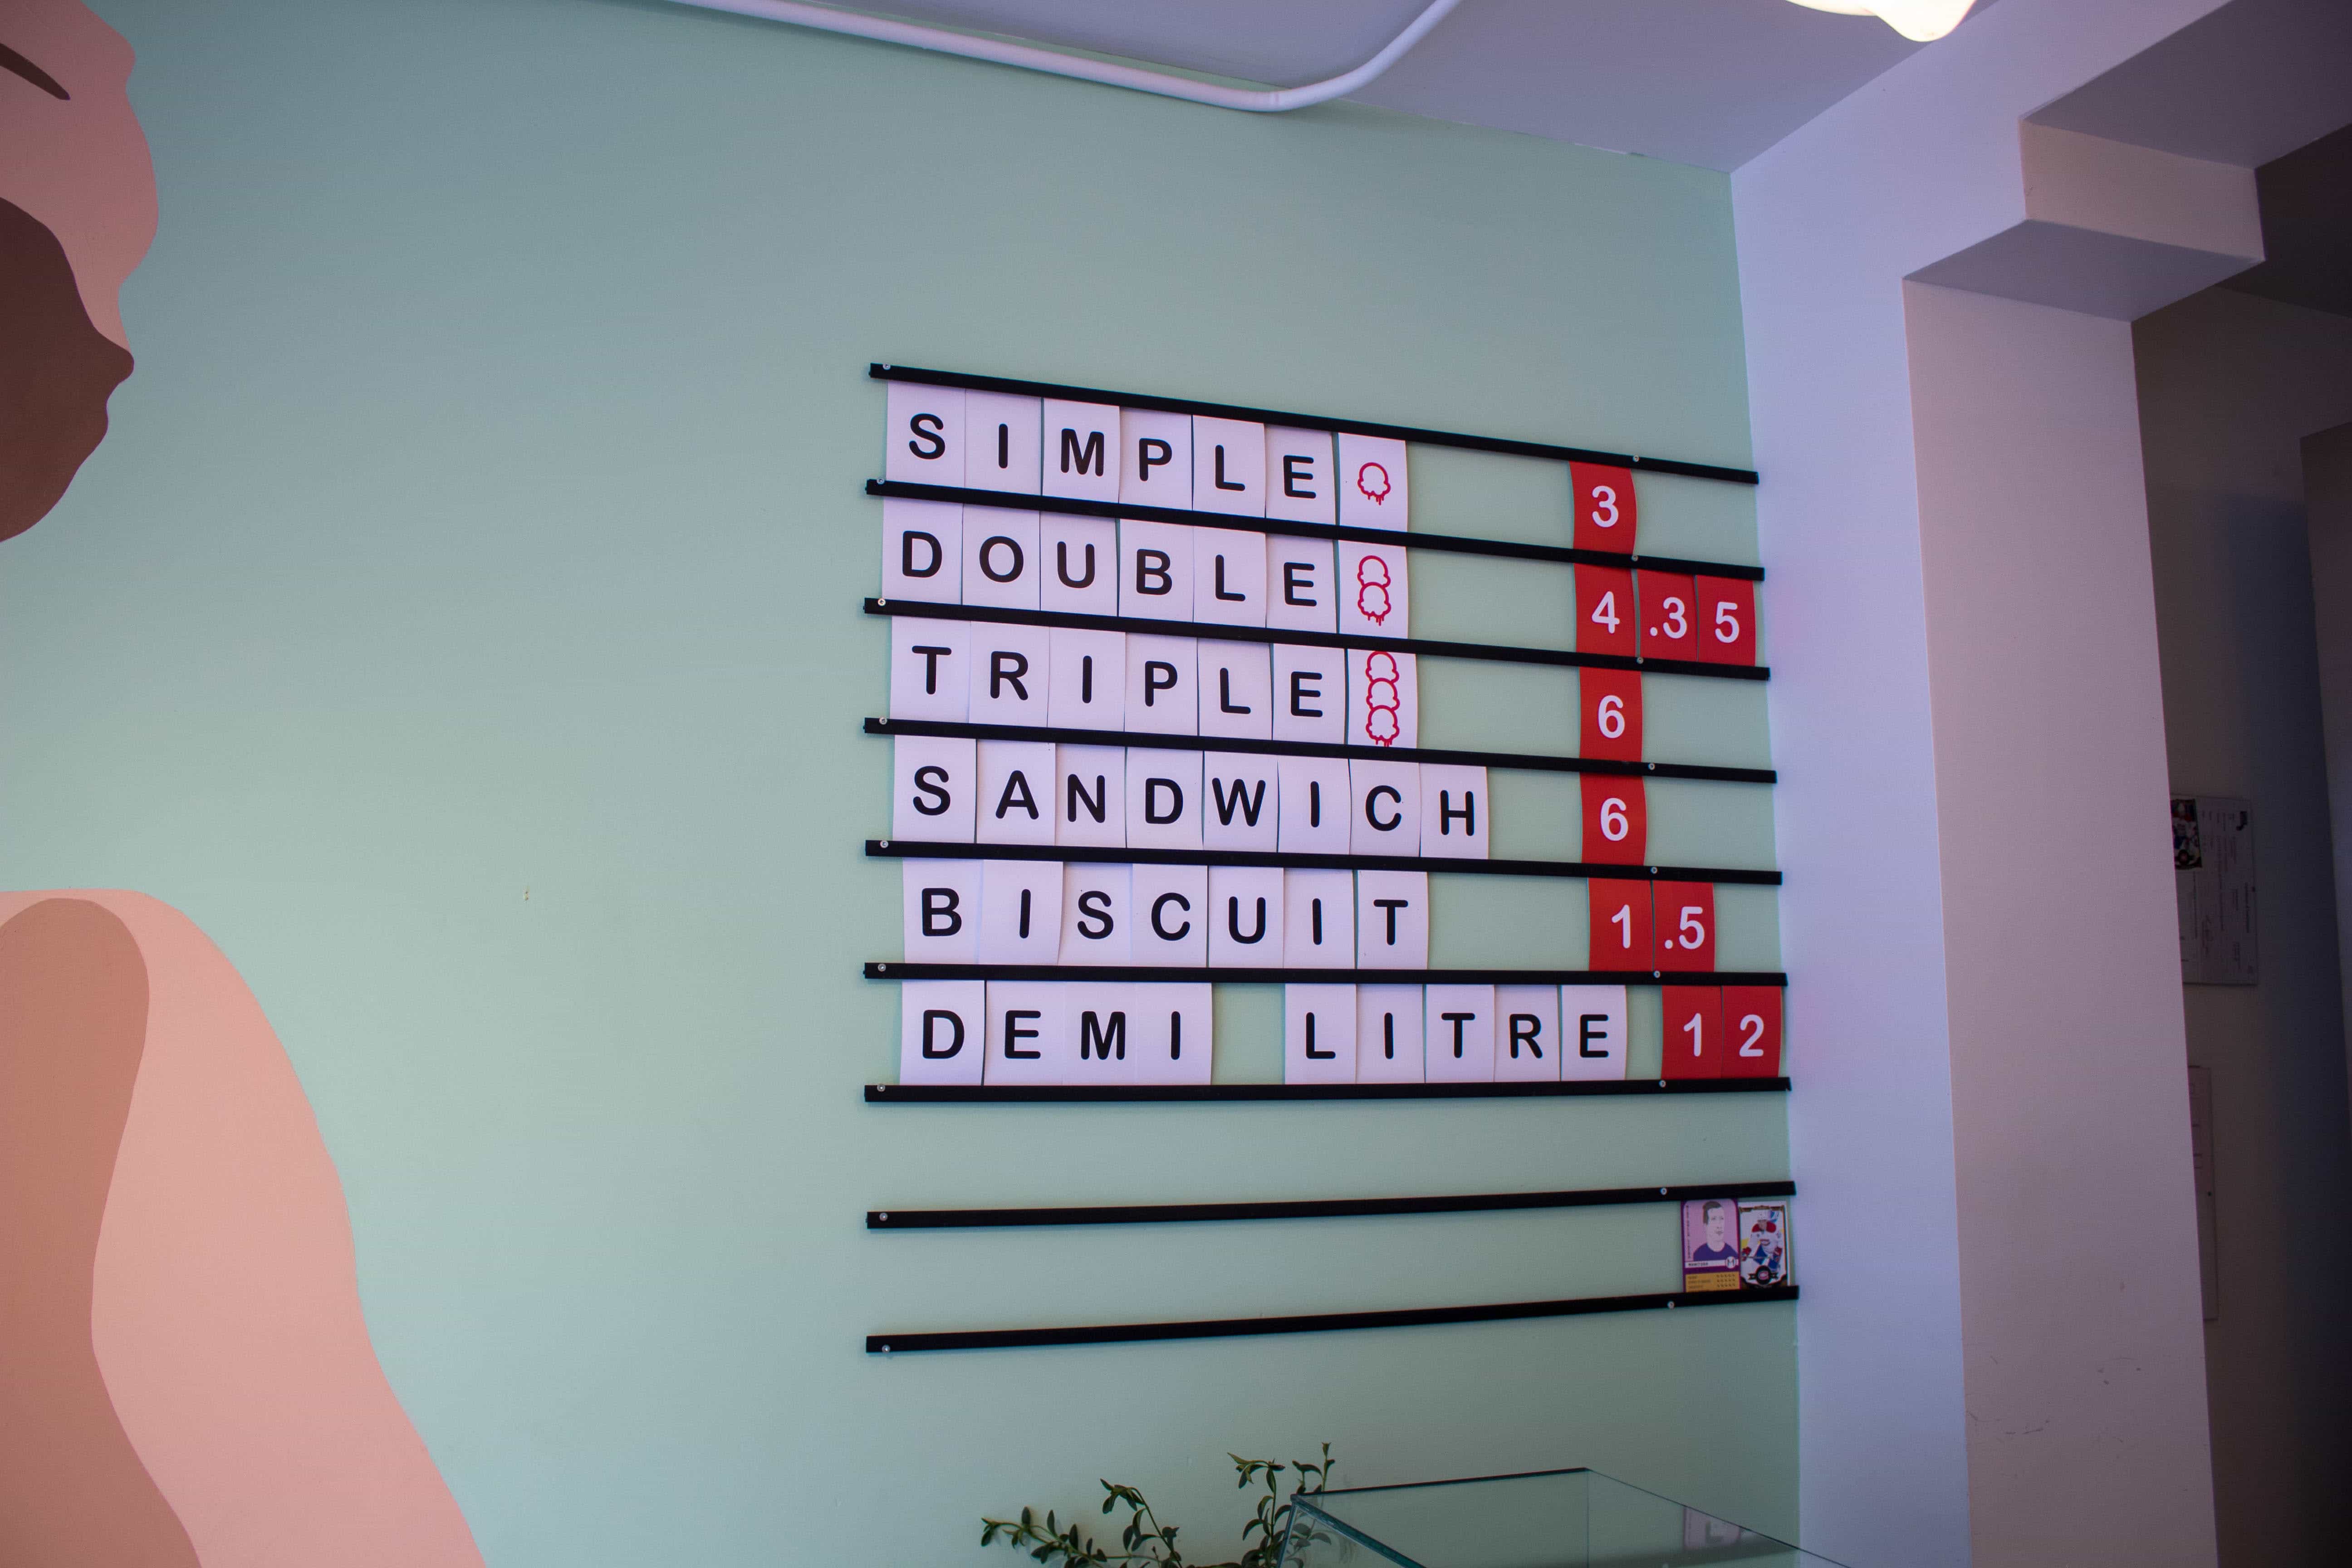 SIMPLE 3
DOUBLE 4.35
TRIPLE 6
SANDWICH 6
BISCUIT 1.5
DEMI LITRE 12